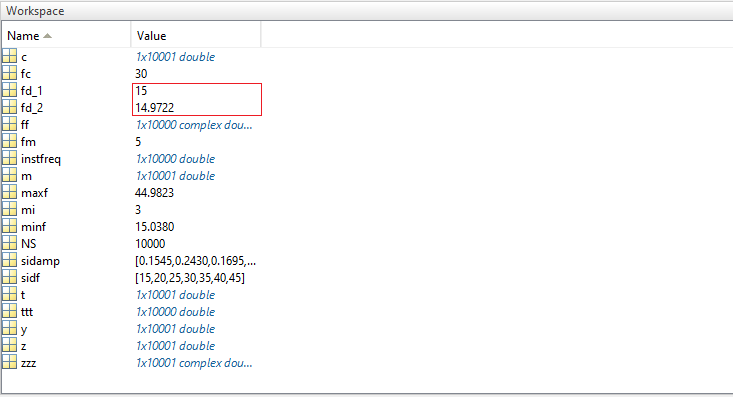 Workspace
Name Value
c 1x10001 double
fc 30
fd_1 15
fd_2 14.9722
ff 1x10000 complex dou...
fm 5
instfreq 1x10000 double
m 1x10001 double
maxf 44.9823
mi 3
minf 15.0380
NS 10000
sidamp [0.1545,0.2430,0.1695,...
sidf [15,20,25,30,35,40,45]
t 1x10001 double
ttt 1x10000 double
y 1x10001 double
z 1x10001 double
zzz 1x10001 complex dou...